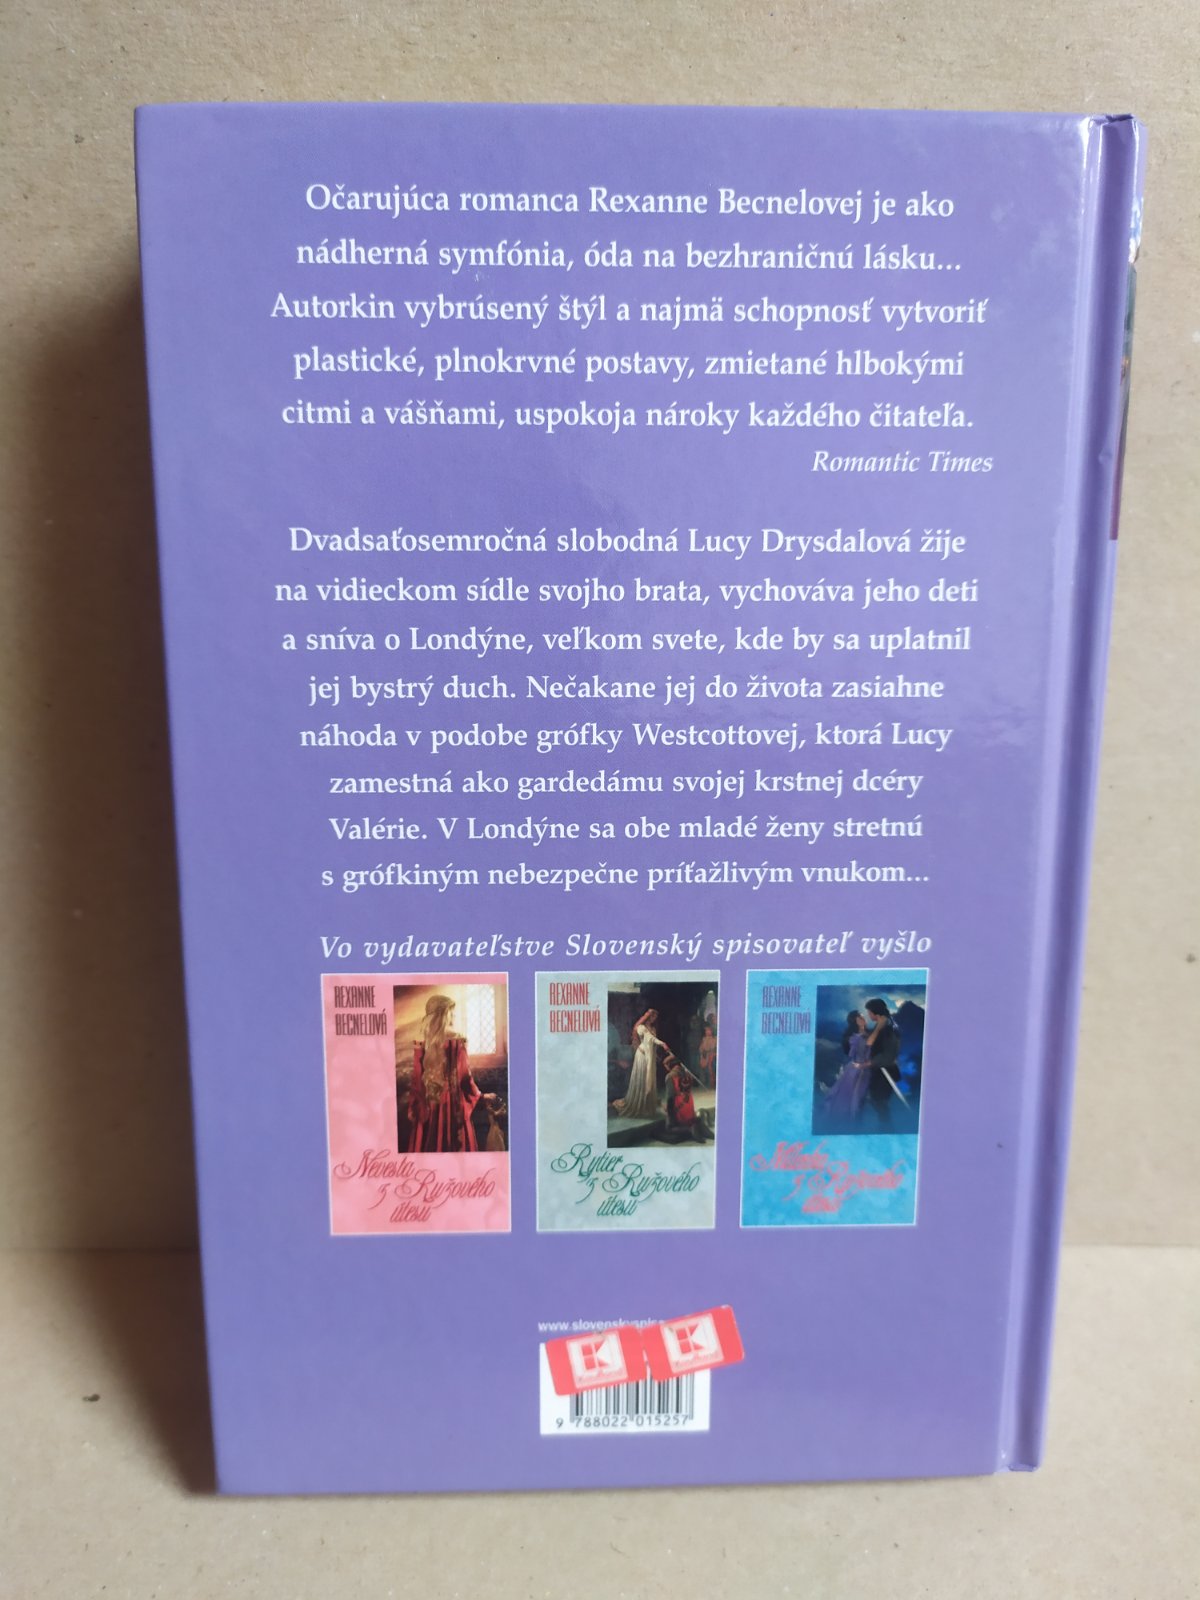 Očarujúca romanca Rexanne Becnelovej je ako
nádherná symfónia, óda na bezhraničnú lásku...
Autorkin vybrúsený štýl a najmä schopnosť vytvoriť
plastické, plnokrvné postavy, zmietané hlbokými
citmi a vášňami, uspokoja nároky každého čitateľa.
Romantic Times
Dvadsaťosemročná slobodná Lucy Drysdalová žije
na vidieckom sídle svojho brata, vychováva jeho deti
a sníva o Londýne, veľkom svete, kde by sa uplatnil
jej bystrý duch. Nečakane jej do života zasiahne
náhoda v podobe grófky Westcottovej, ktorá Lucy
zamestná ako gardedámu svojej krstnej dcéry
Valérie. V Londýne sa obe mladé ženy stretnú
s grófkiným nebezpečne príťažlivým vnukom...
Vo vydavateľstve Slovenský spisovateľ vyšlo
REXANNE
BECNELOVÁ
Nevesta
z Ružového
útesu
REXANNE
BECNELOVÁ
Rytier
z Ružového
útesu
REXANNE
BECNELOVÁ
z Ružového
útesu
www.slovenskyspiso
K K
9 788022 015257